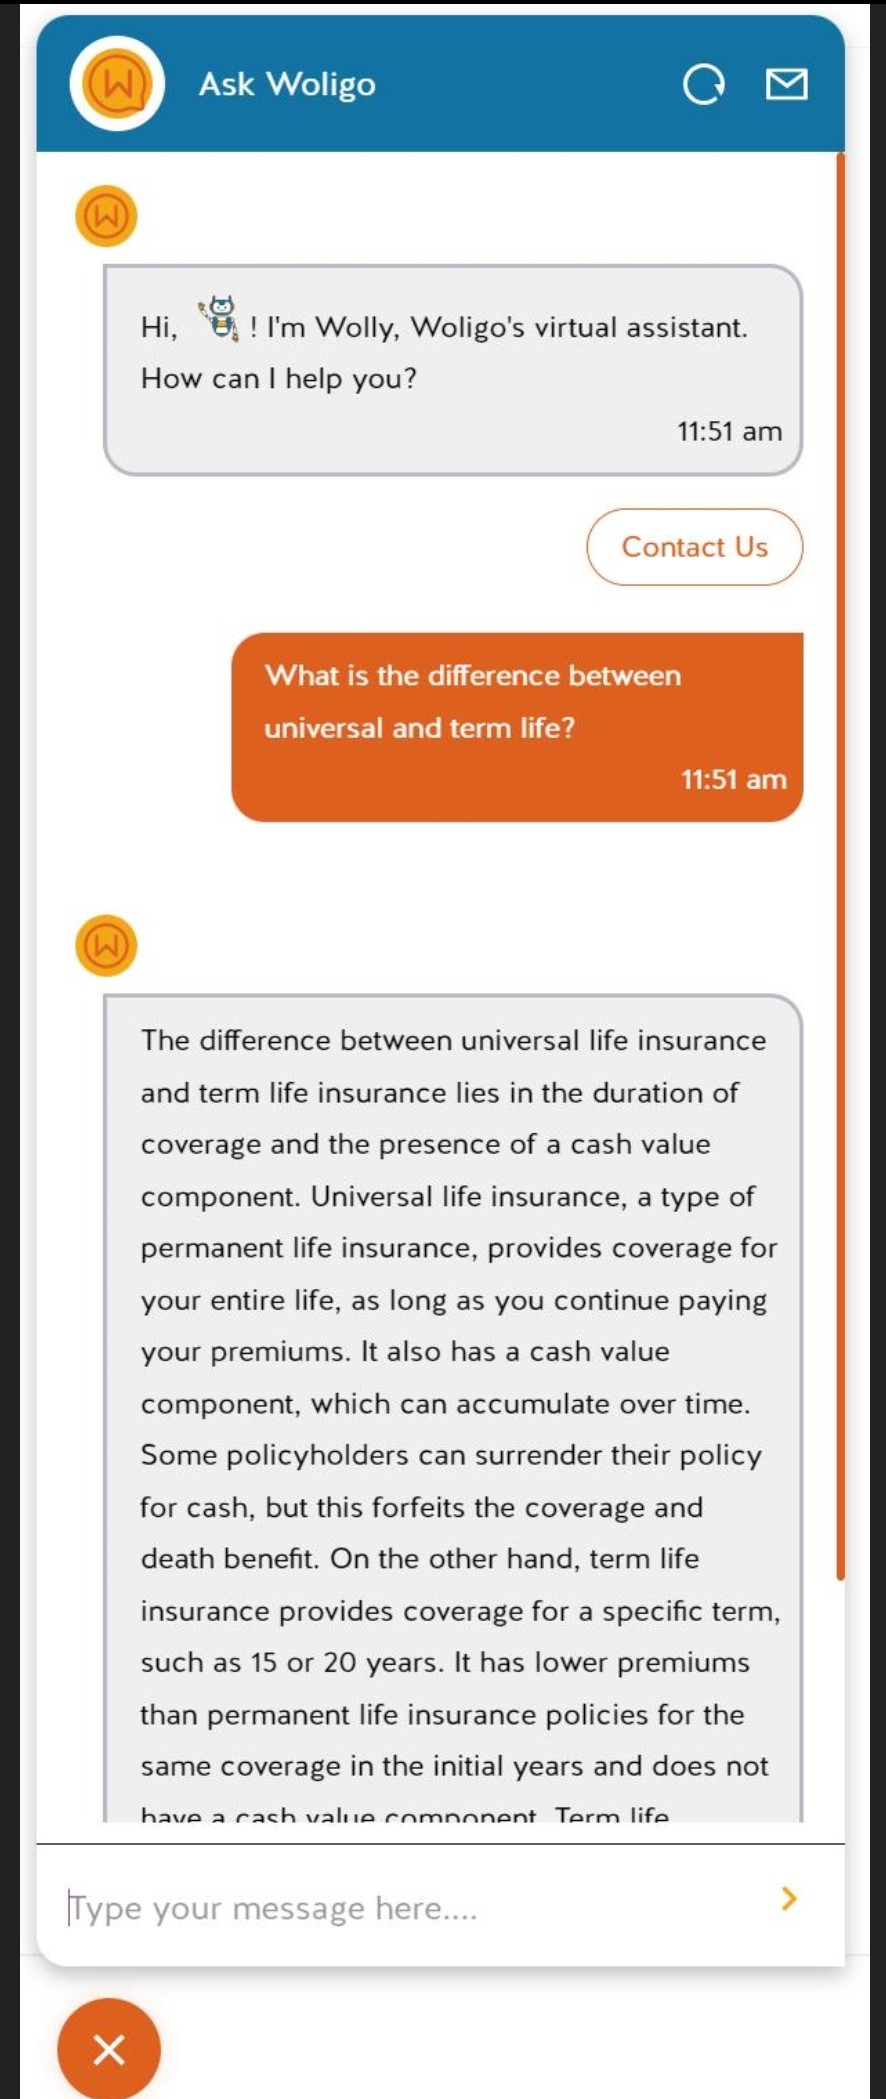 Ask Woligo
Hi, ! I'm Wolly, Woligo's virtual assistant.
How can I help you?
11:51 am
Contact Us
What is the difference between
universal and term life?
11:51 am
The difference between universal life insurance
and term life insurance lies in the duration of
coverage and the presence of a cash value
component. Universal life insurance, a type of
permanent life insurance, provides coverage for
your entire life, as long as you continue paying
your premiums. It also has a cash value
component, which can accumulate over time.
Some policyholders can surrender their policy
for cash, but this forfeits the coverage and
death benefit. On the other hand, term life
insurance provides coverage for a specific term,
such as 15 or 20 years. It has lower premiums
than permanent life insurance policies for the
same coverage in the initial years and does not
have a cash value component. Term life
Type your message here....